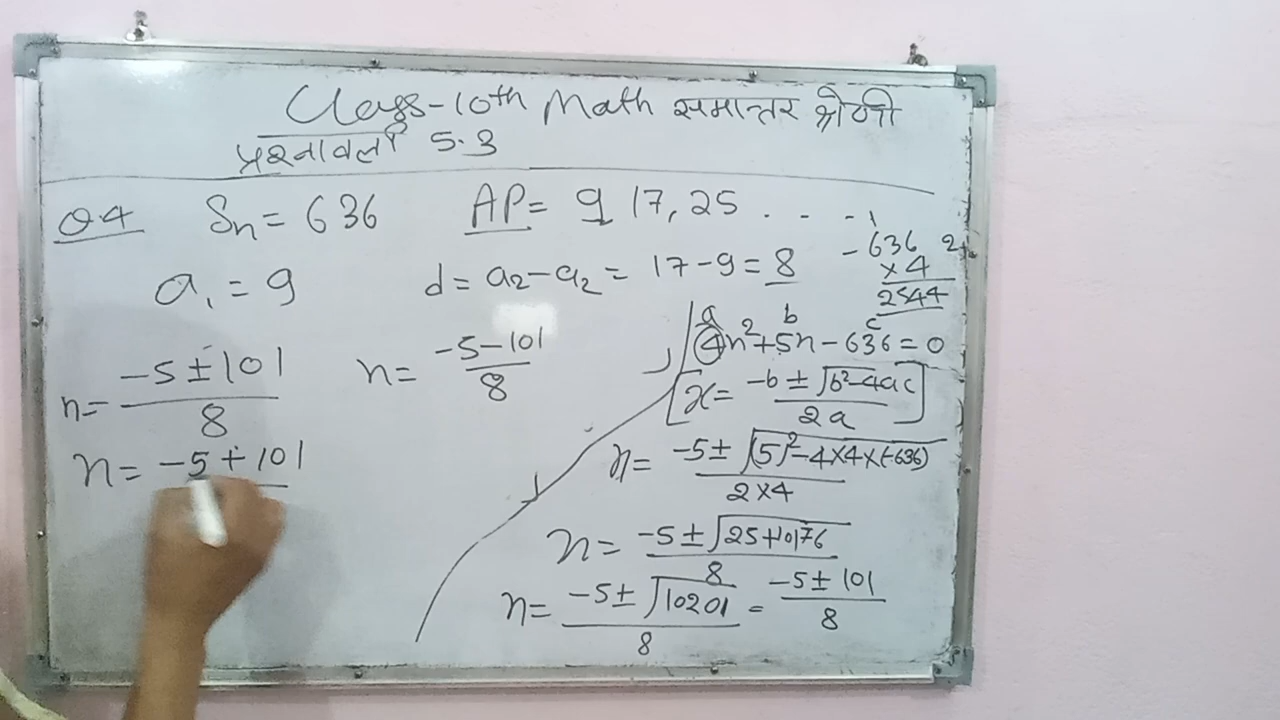 Class-10th Math समान्तर श्रेणी
प्रश्नावली 5.3
Q.4 Sn = 636 AP = 9 17, 25 . . - -
a₁ = 9 d = a₂-a₂ = 17-9 = 8
-636
×4
2544
a b c
4n²+5n-636=0
x = (-b ± √(b²-4ac))/(2a)
n = (-5 ± √((5)²-4×4×(-636)))/(2×4)
n = (-5 ± √(25+10176))/8
n = (-5 ± √10201)/8 = (-5 ± 101)/8
n = (-5 ± 101)/8 n = (-5-101)/8
n = -5 + 101